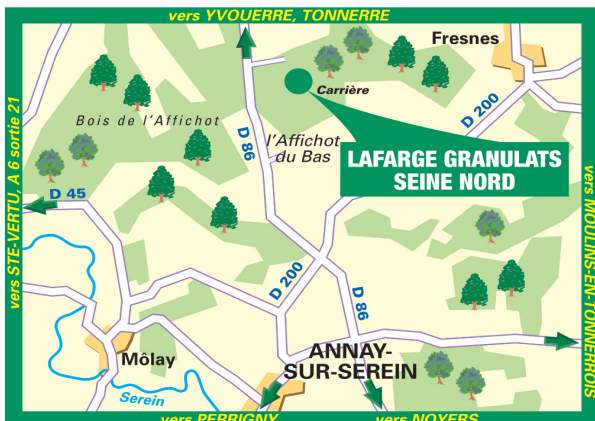 vers YVOUERRE, TONNERRE
Fresnes
Carrière
Bois de l'Affichot
D 200
D 86
l'Affichot
du Bas
LAFARGE GRANULATS
SEINE NORD
vers STE-VERTU, A 6 sortie 21
vers MOULINS-EN-TONNERROIS
D 45
D 200
D 86
Môlay
ANNAY-
SUR-SEREIN
Serein
vers PERRIGNY
vers NOYERS